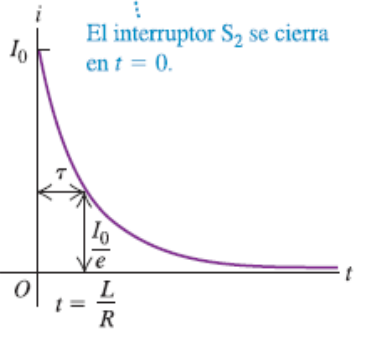 i
I₀
El interruptor S₂ se cierra
en t = 0.
τ
I₀/e
t
O
t = L/R